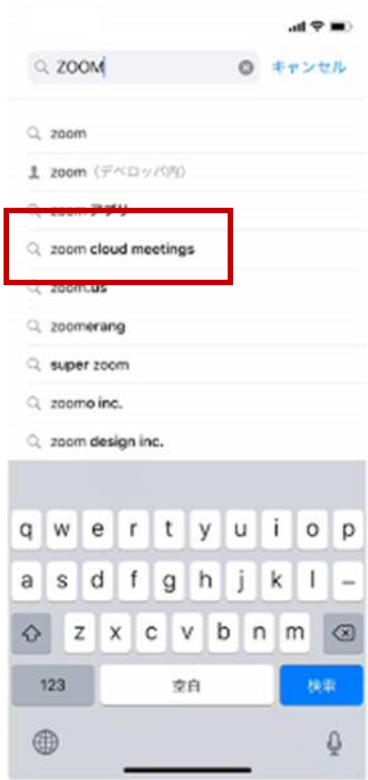 ZOOM キャンセル
zoom
zoom（デベロッパ内）
zoom アプリ
zoom cloud meetings
zoom.us
zoomerang
super zoom
zoomo inc.
zoom design inc.
q w e r t y u i o p
a s d f g h j k l ー
z x c v b n m
123 空白 検索